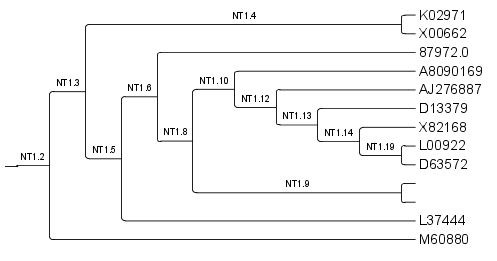 NT1.4
K02971
X00662
87972.0
NT1.3
NT1.10
A8090169
NT1.6
AJ276887
NT1.12
D13379
NT1.13
X82168
NT1.8
NT1.14
L00922
NT1.5
NT1.19
NT1.2
D63572
NT1.9
L37444
M60880